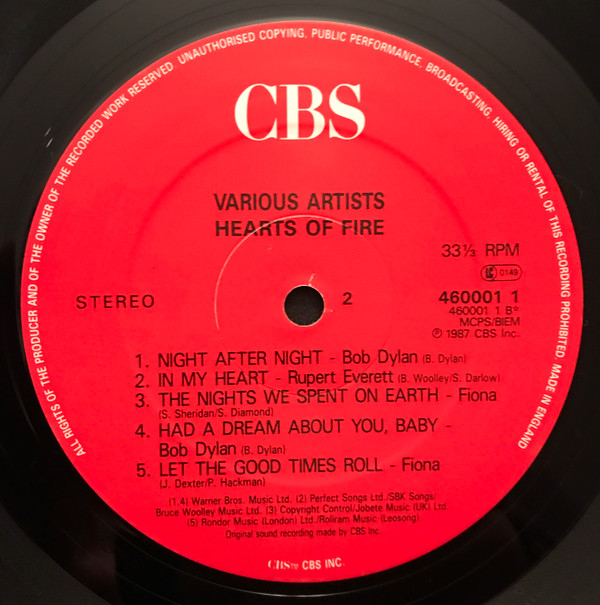 ALL RIGHTS OF THE PRODUCER AND OF THE OWNER OF THE RECORDED WORK RESERVED. UNAUTHORISED COPYING, PUBLIC PERFORMANCE, BROADCASTING, HIRING OR RENTAL OF THIS RECORDING PROHIBITED. MADE IN ENGLAND
CBS
VARIOUS ARTISTS
HEARTS OF FIRE
33⅓ RPM
LC 0149
STEREO
2
460001 1
460001 1 B°
MCPS/BIEM
℗ 1987 CBS Inc.
1. NIGHT AFTER NIGHT - Bob Dylan (B. Dylan)
2. IN MY HEART - Rupert Everett (B. Woolley/S. Darlow)
3. THE NIGHTS WE SPENT ON EARTH - Fiona
(S. Sheridan/S. Diamond)
4. HAD A DREAM ABOUT YOU, BABY -
Bob Dylan (B. Dylan)
5. LET THE GOOD TIMES ROLL - Fiona
(J. Dexter/P. Hackman)
(1,4) Warner Bros. Music Ltd. (2) Perfect Songs Ltd./SBK Songs/
Bruce Woolley Music Ltd. (3) Copyright Control/Jobete Music (UK) Ltd.
(5) Rondor Music (London) Ltd./Roliram Music (Leosong)
Original sound recording made by CBS Inc.
CBS™ CBS INC.